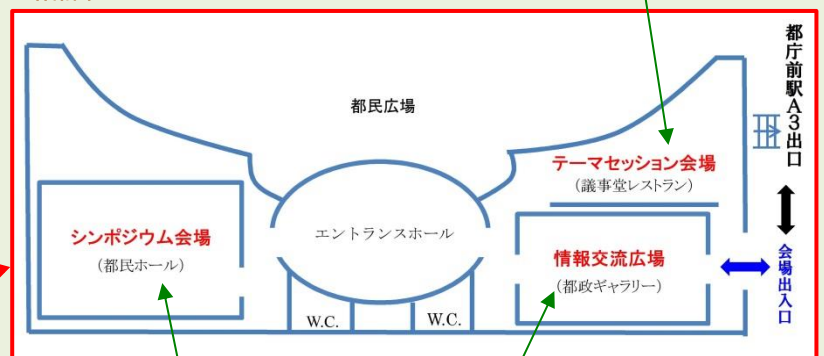 都民広場
都庁前駅A3出口
テーマセッション会場
(議事堂レストラン)
シンポジウム会場
(都民ホール)
エントランスホール
情報交流広場
(都政ギャラリー)
会場出入口
W.C.
W.C.